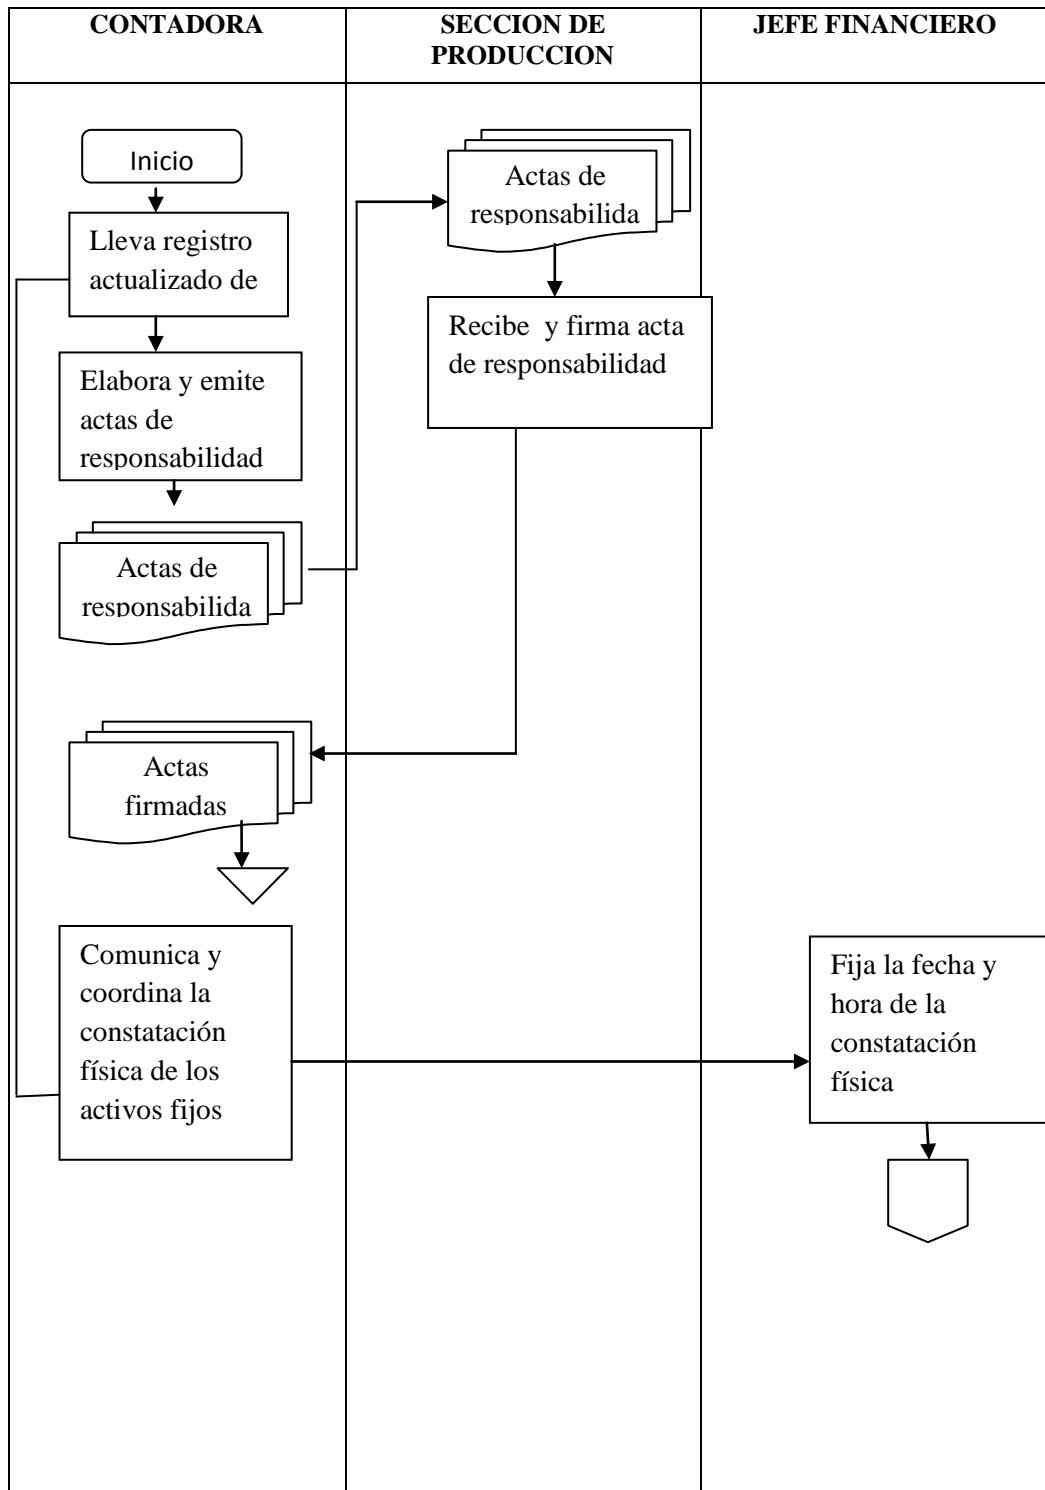 CONTADORA
SECCION DE
PRODUCCION
JEFE FINANCIERO
Inicio
Lleva registro
actualizado de
Elabora y emite
actas de
responsabilidad
Actas de
responsabilida
Actas de
responsabilida
Recibe y firma acta
de responsabilidad
Actas
firmadas
Comunica y
coordina la
constatación
física de los
activos fijos
Fija la fecha y
hora de la
constatación
física